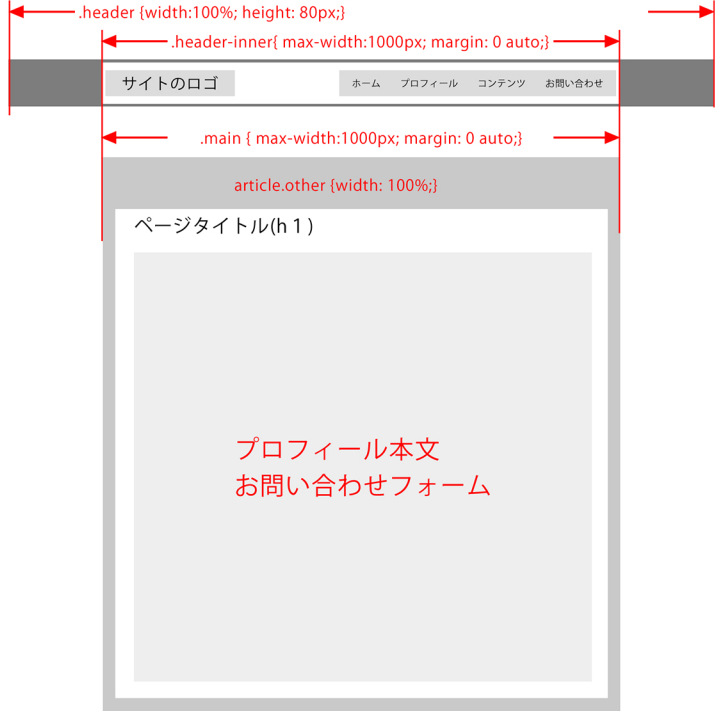 .header {width:100%; height: 80px;}
.header-inner{ max-width:1000px; margin: 0 auto;}
サイトのロゴ
ホーム プロフィール コンテンツ お問い合わせ
.main { max-width:1000px; margin: 0 auto;}
article.other {width: 100%;}
ページタイトル(h1)
プロフィール本文
お問い合わせフォーム